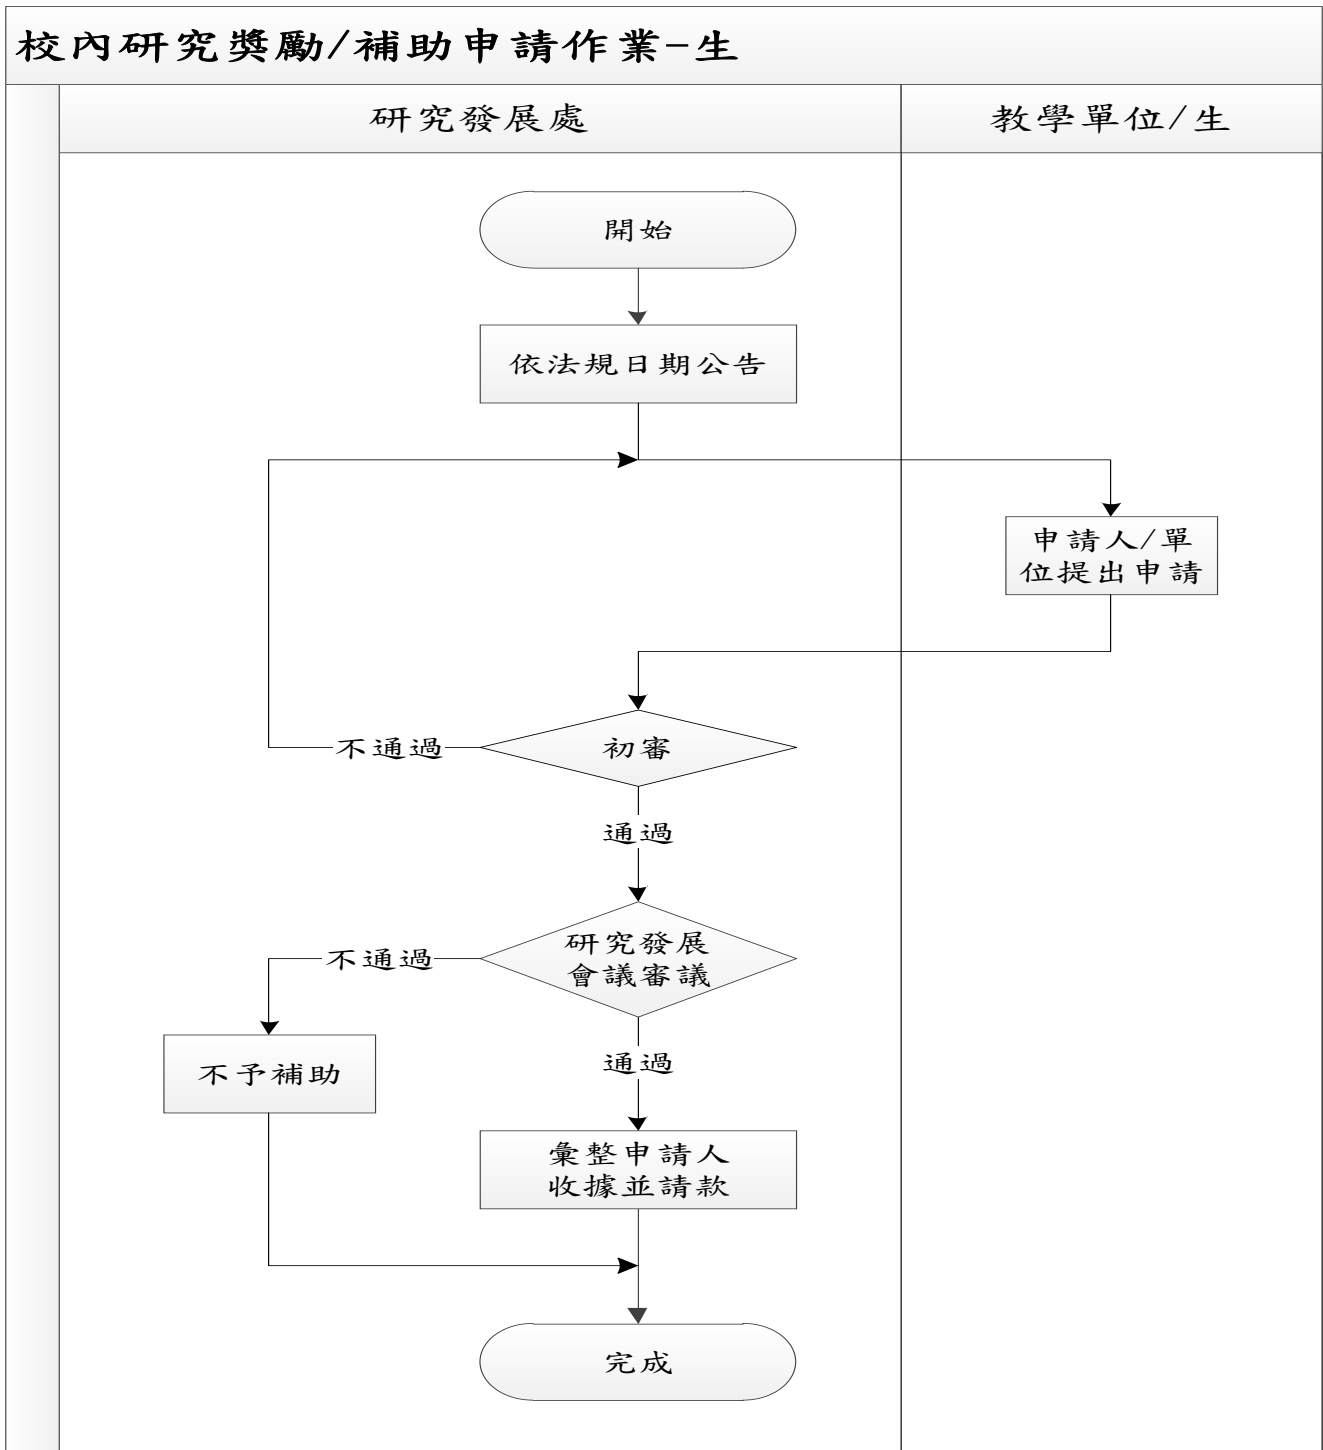 校內研究獎勵/補助申請作業-生
研究發展處
教學單位/生
開始
依法規日期公告
申請人/單
位提出申請
初審
不通過
通過
研究發展
會議審議
不通過
通過
不予補助
彙整申請人
收據並請款
完成